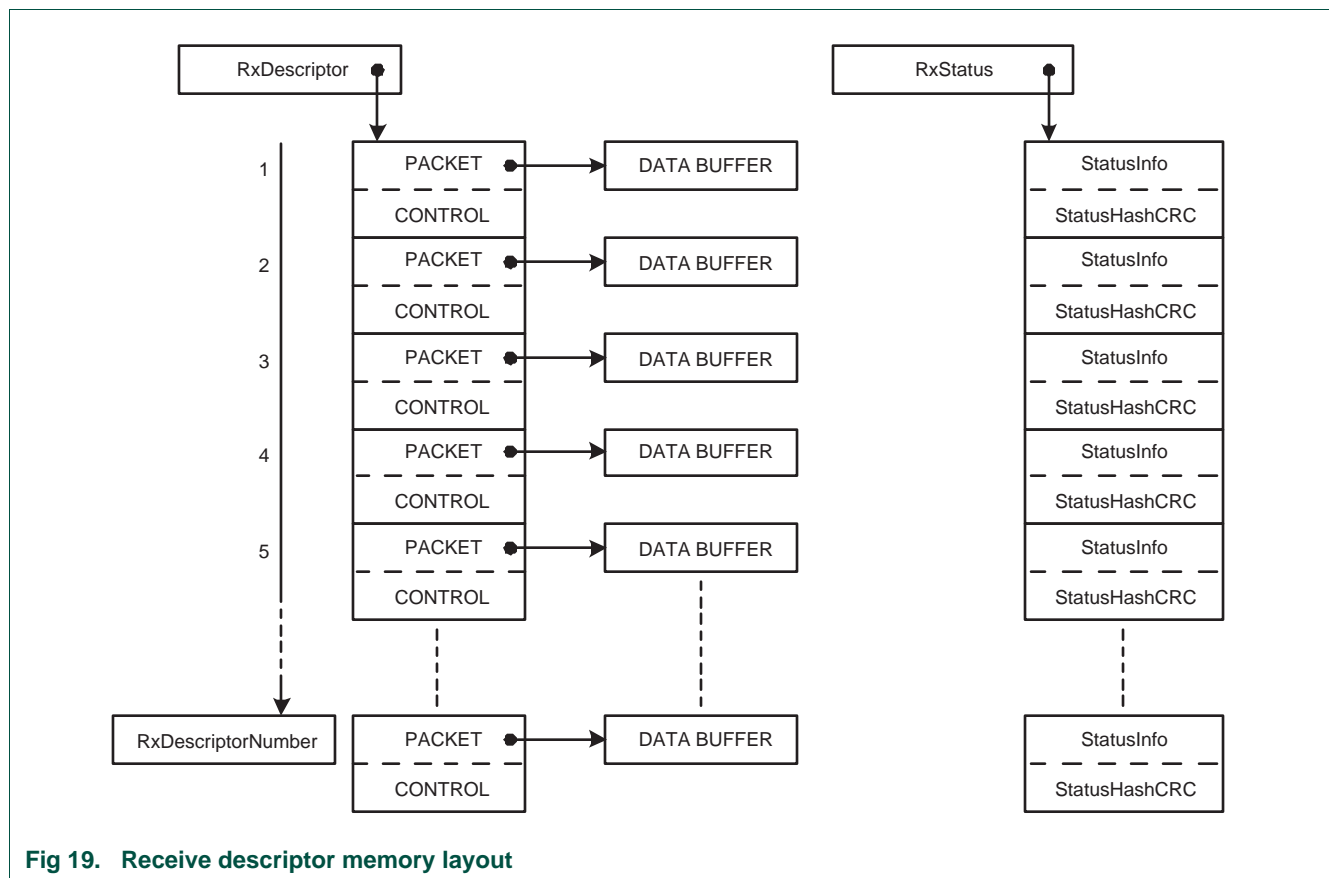 RxDescriptor
RxStatus
1
PACKET
DATA BUFFER
StatusInfo
CONTROL
StatusHashCRC
2
PACKET
DATA BUFFER
StatusInfo
CONTROL
StatusHashCRC
3
PACKET
DATA BUFFER
StatusInfo
CONTROL
StatusHashCRC
4
PACKET
DATA BUFFER
StatusInfo
CONTROL
StatusHashCRC
5
PACKET
DATA BUFFER
StatusInfo
CONTROL
StatusHashCRC
RxDescriptorNumber
PACKET
DATA BUFFER
StatusInfo
CONTROL
StatusHashCRC
Fig 19. Receive descriptor memory layout